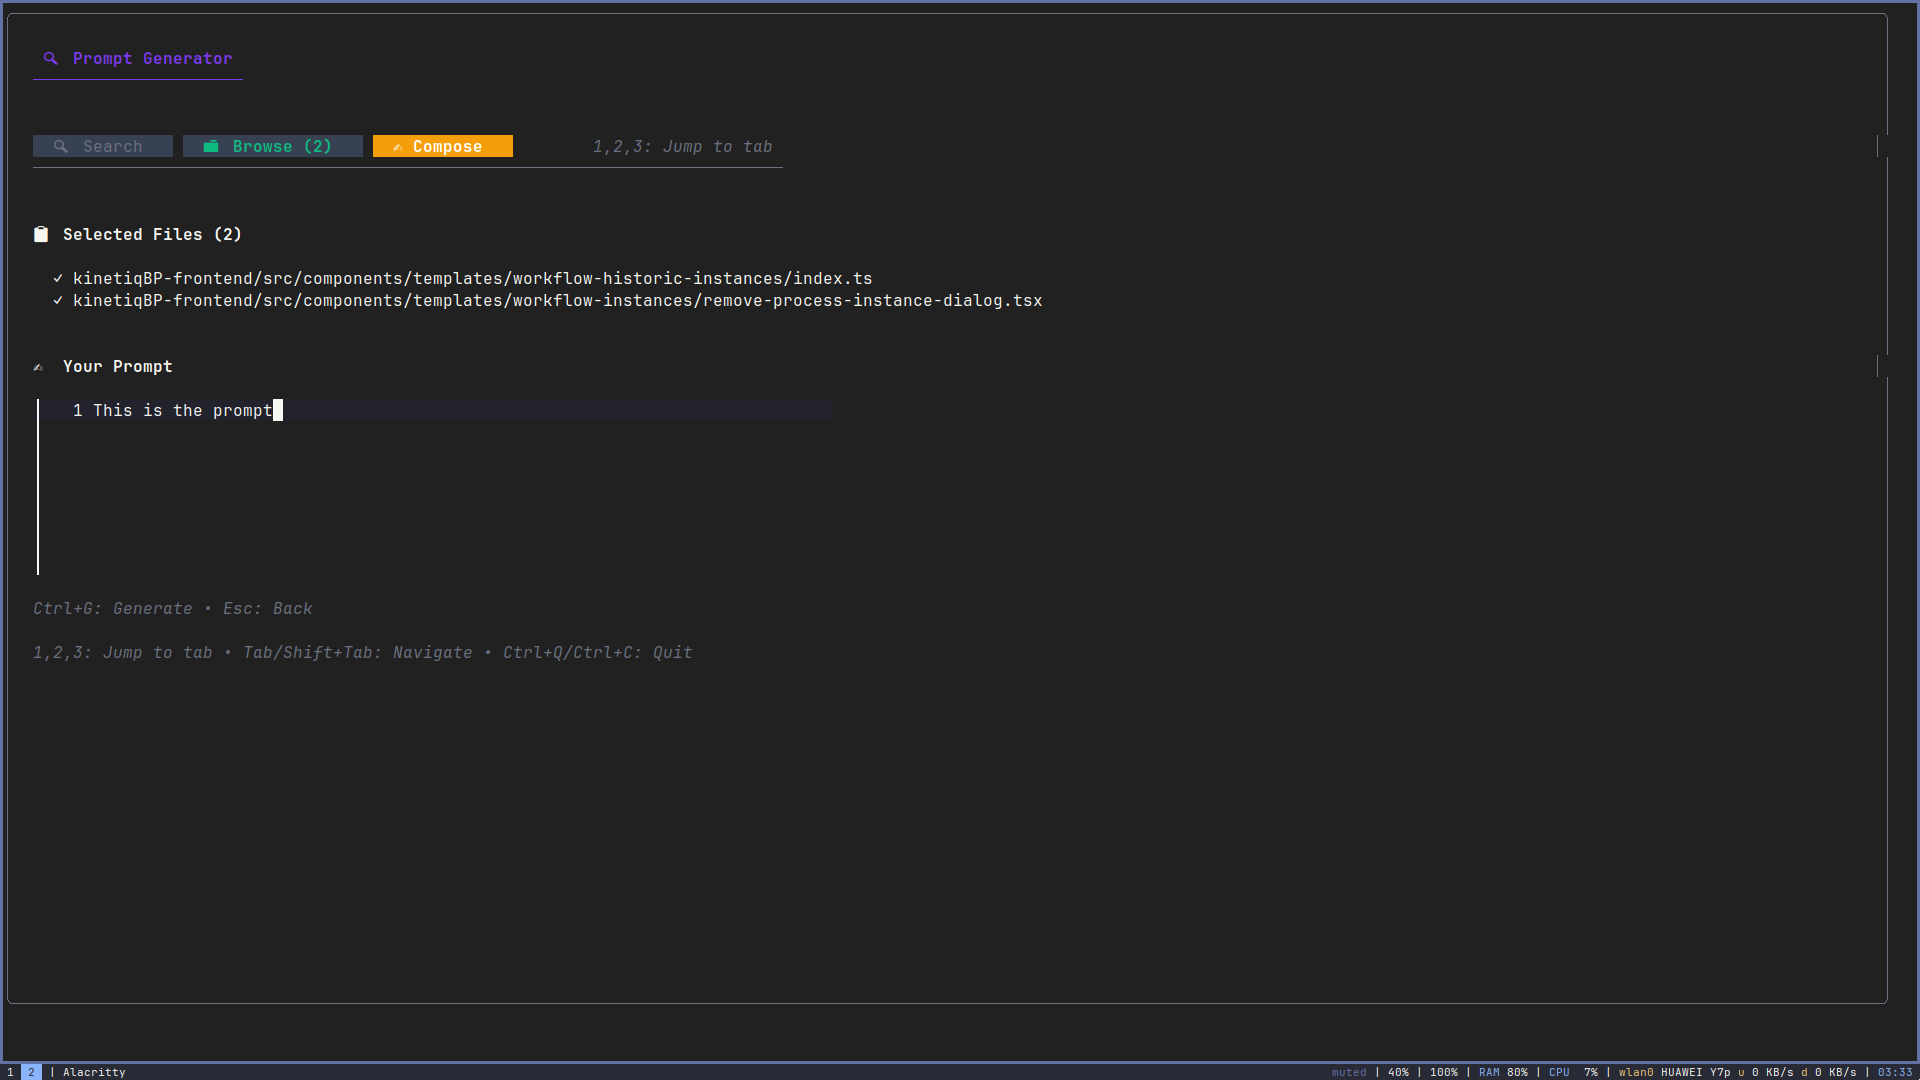 Prompt Generator
Search Browse (2) ✍ Compose 1,2,3: Jump to tab
Selected Files (2)
✓ kinetiqBP-frontend/src/components/templates/workflow-historic-instances/index.ts
✓ kinetiqBP-frontend/src/components/templates/workflow-instances/remove-process-instance-dialog.tsx
✍ Your Prompt
1 This is the prompt
Ctrl+G: Generate • Esc: Back
1,2,3: Jump to tab • Tab/Shift+Tab: Navigate • Ctrl+Q/Ctrl+C: Quit
1 2 | Alacritty muted | 40% | 100% | RAM 80% | CPU 7% | wlan0 HUAWEI Y7p u 0 KB/s d 0 KB/s | 03:33